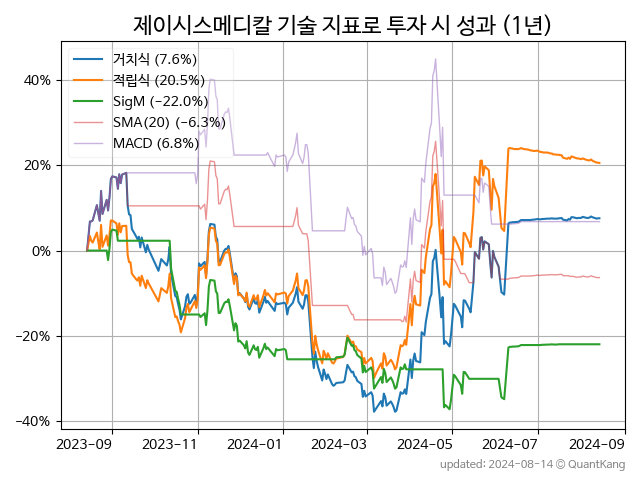 제이시스메디칼 기술 지표로 투자 시 성과 (1년)
거치식 (7.6%)
적립식 (20.5%)
SigM (−22.0%)
SMA(20) (−6.3%)
MACD (6.8%)
40%
20%
0%
−20%
−40%
2023-09 2023-11 2024-01 2024-03 2024-05 2024-07 2024-09
updated: 2024-08-14 © QuantKang